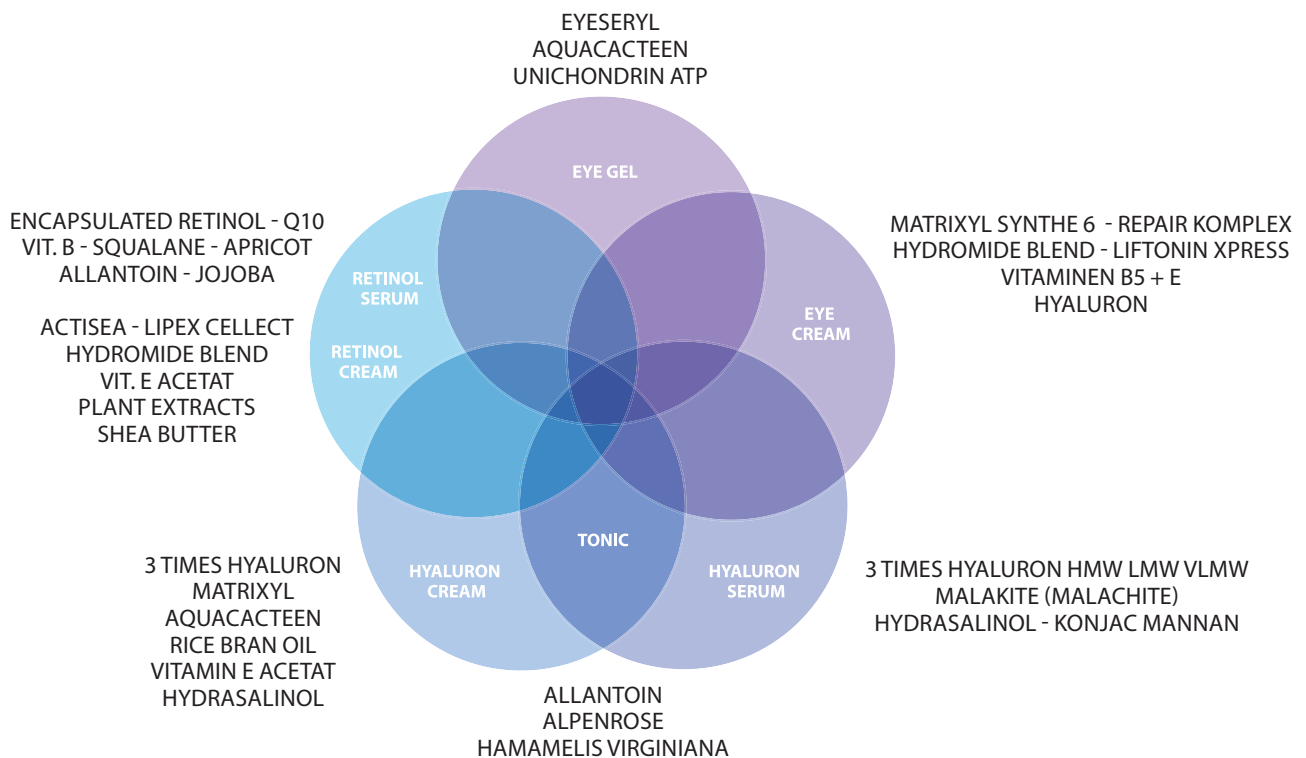 EYESERYL
AQUACACTEEN
UNICHONDRIN ATP
EYE GEL
ENCAPSULATED RETINOL - Q10
VIT. B - SQUALANE - APRICOT
ALLANTOIN - JOJOBA
ACTISEA - LIPEX CELLECT
HYDROMIDE BLEND
VIT. E ACETAT
PLANT EXTRACTS
SHEA BUTTER
RETINOL
SERUM
RETINOL
CREAM
MATRIXYL SYNTHE 6 - REPAIR KOMPLEX
HYDROMIDE BLEND - LIFTONIN XPRESS
VITAMINEN B5 + E
HYALURON
EYE
CREAM
3 TIMES HYALURON
MATRIXYL
AQUACACTEEN
RICE BRAN OIL
VITAMIN E ACETAT
HYDRASALINOL
HYALURON
CREAM
TONIC
HYALURON
SERUM
3 TIMES HYALURON HMW LMW VLMW
MALAKITE (MALACHITE)
HYDRASALINOL - KONJAC MANNAN
ALLANTOIN
ALPENROSE
HAMAMELIS VIRGINIANA